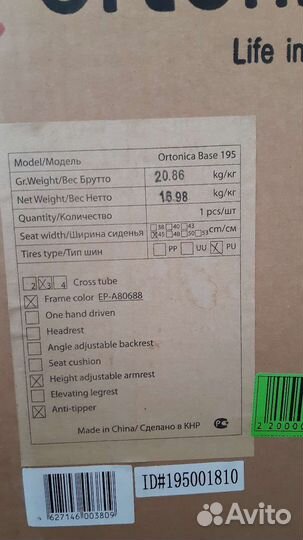 Life in
Model/Модель Ortonica Base 195
Gr.Weight/Вес Брутто 20.86 kg/кг
Net Weight/Вес Нетто 16.98 kg/кг
Quantity/Количество 1 pcs/шт
Seat width/Ширина сиденья 38 40 43 45 48 50 53 cm/см
Tires type/Тип шин PP UU PU
2 3 4 Cross tube
Frame color EP-A80688
One hand driven
Headrest
Angle adjustable backrest
Seat cushion
Height adjustable armrest
Elevating legrest
Anti-tipper
Made in China/ Сделано в КНР
ID#195001810
627146 003809
Avito